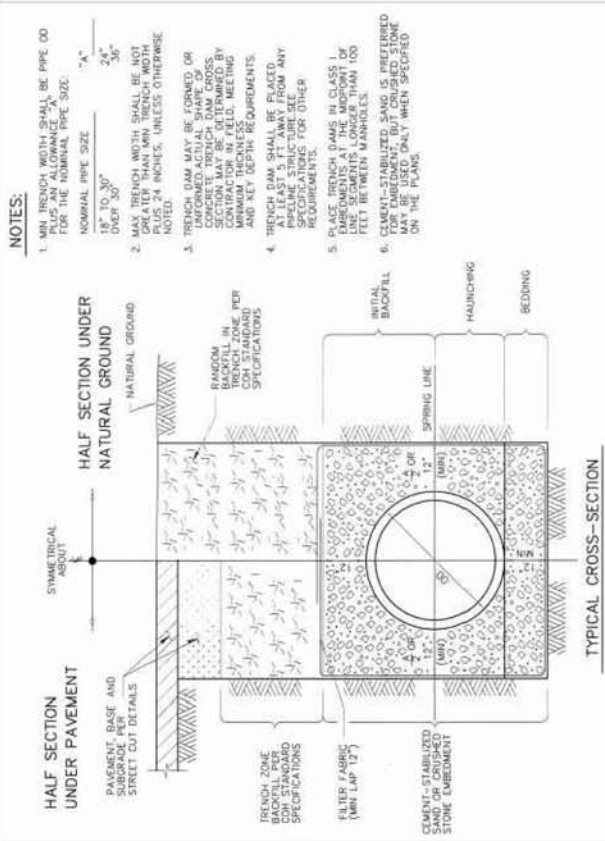 HALF SECTION
UNDER PAVEMENT
SYMMETRICAL
ABOUT
HALF SECTION UNDER
NATURAL GROUND
PAVEMENT, BASE AND
SUBGRADE PER
STREET CUT DETAILS
NATURAL GROUND
RANDOM
BACKFILL IN
TRENCH ZONE PER
COH STANDARD
SPECIFICATIONS
TRENCH ZONE
BACKFILL PER
COH STANDARD
SPECIFICATIONS
FILTER FABRIC
(MIN LAP 12")
CEMENT-STABILIZED
SAND OR CRUSHED
STONE EMBEDMENT
A/2 OR
12"
(MIN)
12"
OD
A/2 OR
12"
(MIN)
12"
MIN
SPRING LINE
INITIAL
BACKFILL
HAUNCHING
BEDDING
TYPICAL CROSS-SECTION
NOTES:
1. MIN TRENCH WIDTH SHALL BE PIPE OD
PLUS AN ALLOWANCE "A"
FOR THE NOMINAL PIPE SIZE:
NOMINAL PIPE SIZE "A"
18" TO 30" 24"
OVER 30" 36"
2. MAX TRENCH WIDTH SHALL BE NOT
GREATER THAN MIN TRENCH WIDTH
PLUS 24 INCHES, UNLESS OTHERWISE
NOTED.
3. TRENCH DAM MAY BE FORMED OR
UNFORMED. ACTUAL SHAPE OF
CONCRETE TRENCH DAM CROSS
SECTION MAY BE DETERMINED BY
CONTRACTOR IN FIELD, MEETING
MINIMUM THICKNESS
AND KEY DEPTH REQUIREMENTS.
4. TRENCH DAM SHALL BE PLACED
AT LEAST 5 FT AWAY FROM ANY
PIPELINE STRUCTURE. SEE
SPECIFICATIONS FOR OTHER
REQUIREMENTS.
5. PLACE TRENCH DAMS IN CLASS I
EMBEDMENTS AT THE MIDPOINT OF
LINE SEGMENTS LONGER THAN 100
FEET BETWEEN MANHOLES.
6. CEMENT-STABILIZED SAND IS PREFERRED
FOR EMBEDMENT, BUT CRUSHED STONE
MAY BE USED ONLY WHEN SPECIFIED
ON THE PLANS.